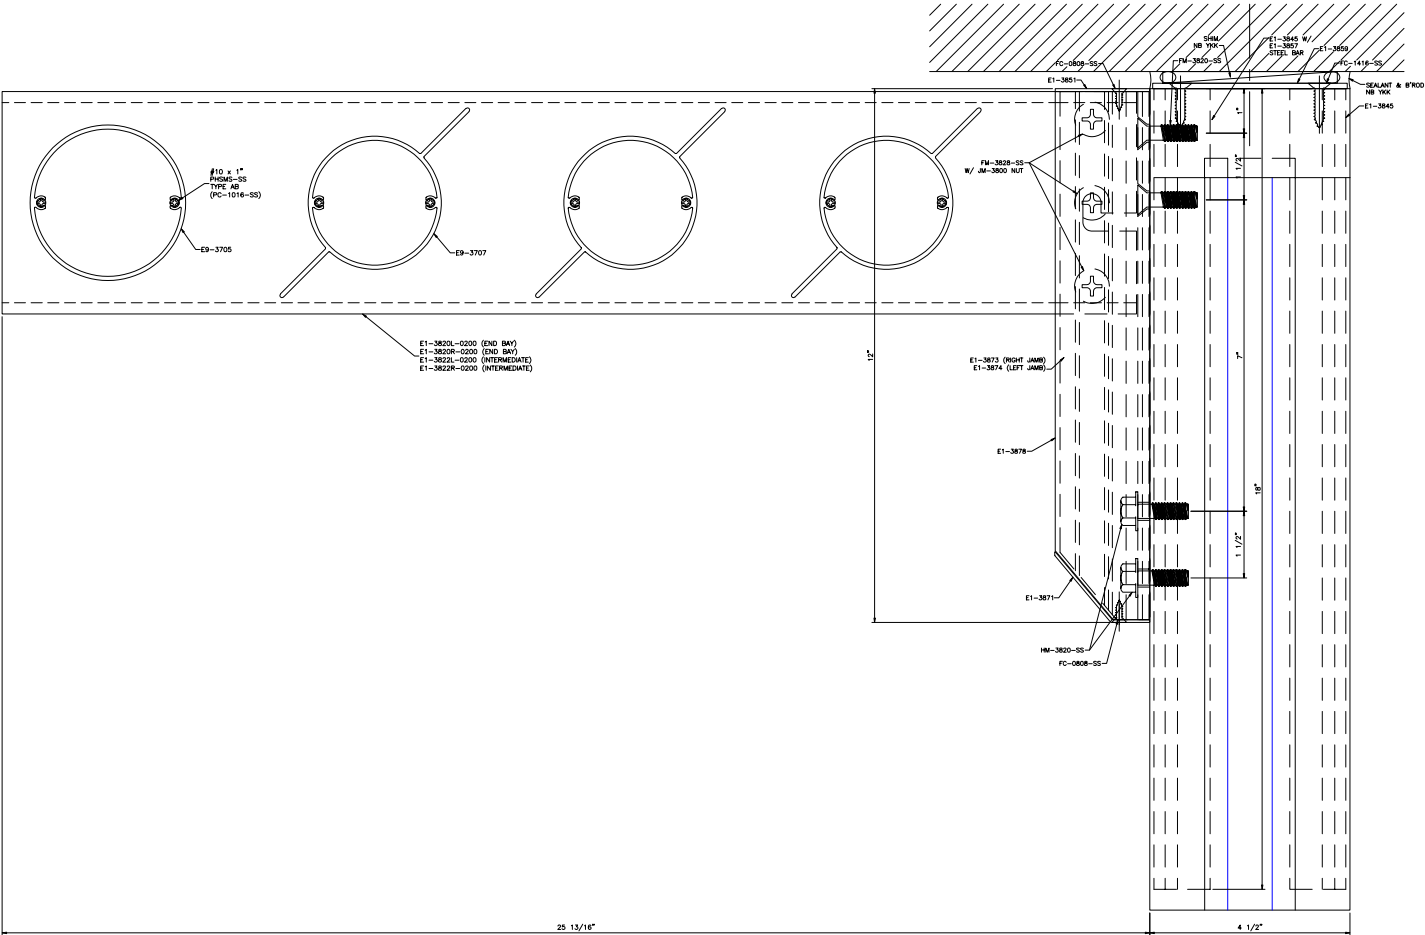 SHIM
NB YKK
E1-3845 W/
E1-3857
STEEL BAR
E1-3859
FM-3820-SS
FC-0808-SS
FC-1416-SS
E1-3851
SEALANT & B'ROD
NB YKK
E1-3845
1"
1 1/2"
#10 x 1"
PHSMS-SS
TYPE AB
(PC-1016-SS)
FM-3828-SS
W/ JM-3800 NUT
E9-3705
E9-3707
E1-3820L-0200 (END BAY)
E1-3820R-0200 (END BAY)
E1-3822L-0200 (INTERMEDIATE)
E1-3822R-0200 (INTERMEDIATE)
12"
7"
E1-3873 (RIGHT JAMB)
E1-3874 (LEFT JAMB)
E1-3878
18"
1 1/2"
E1-3871
HM-3820-SS
FC-0808-SS
25 13/16"
4 1/2"